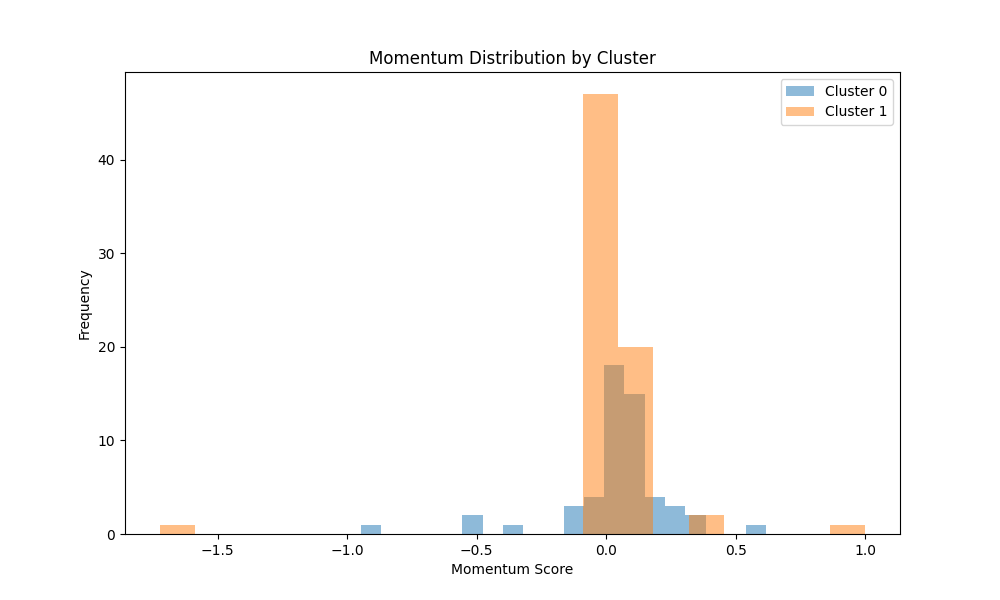 Momentum Distribution by Cluster
Cluster 0
Cluster 1
Frequency
40
30
20
10
0
−1.5 −1.0 −0.5 0.0 0.5 1.0
Momentum Score